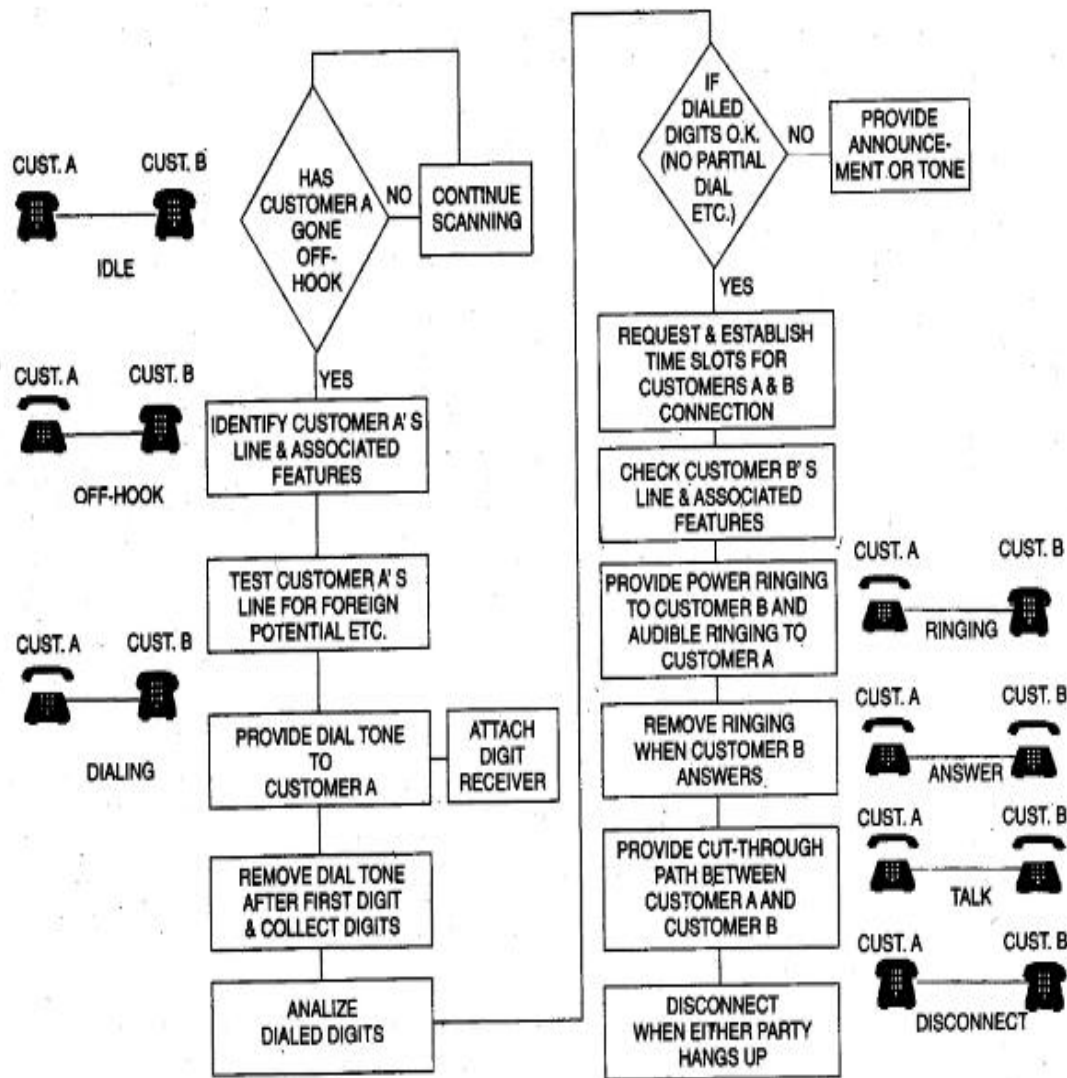 CUST. A CUST. B
IDLE
HAS
CUSTOMER A
GONE
OFF-
HOOK
NO
CONTINUE
SCANNING
YES
CUST. A CUST. B
OFF-HOOK
IDENTIFY CUSTOMER A' S
LINE & ASSOCIATED
FEATURES
TEST CUSTOMER A' S
LINE FOR FOREIGN
POTENTIAL ETC.
CUST. A CUST. B
DIALING
PROVIDE DIAL TONE
TO
CUSTOMER A
ATTACH
DIGIT
RECEIVER
REMOVE DIAL TONE
AFTER FIRST DIGIT
& COLLECT DIGITS
ANALIZE
DIALED DIGITS
IF
DIALED
DIGITS O.K.
(NO PARTIAL
DIAL
ETC.)
NO
PROVIDE
ANNOUNCE-
MENT OR TONE
YES
REQUEST & ESTABLISH
TIME SLOTS FOR
CUSTOMERS A & B
CONNECTION
CHECK CUSTOMER B' S
LINE & ASSOCIATED
FEATURES
PROVIDE POWER RINGING
TO CUSTOMER B AND
AUDIBLE RINGING TO
CUSTOMER A
CUST. A CUST. B
RINGING
REMOVE RINGING
WHEN CUSTOMER B
ANSWERS
CUST. A CUST. B
ANSWER
PROVIDE CUT-THROUGH
PATH BETWEEN
CUSTOMER A AND
CUSTOMER B
CUST. A CUST. B
TALK
DISCONNECT
WHEN EITHER PARTY
HANGS UP
CUST. A CUST. B
DISCONNECT